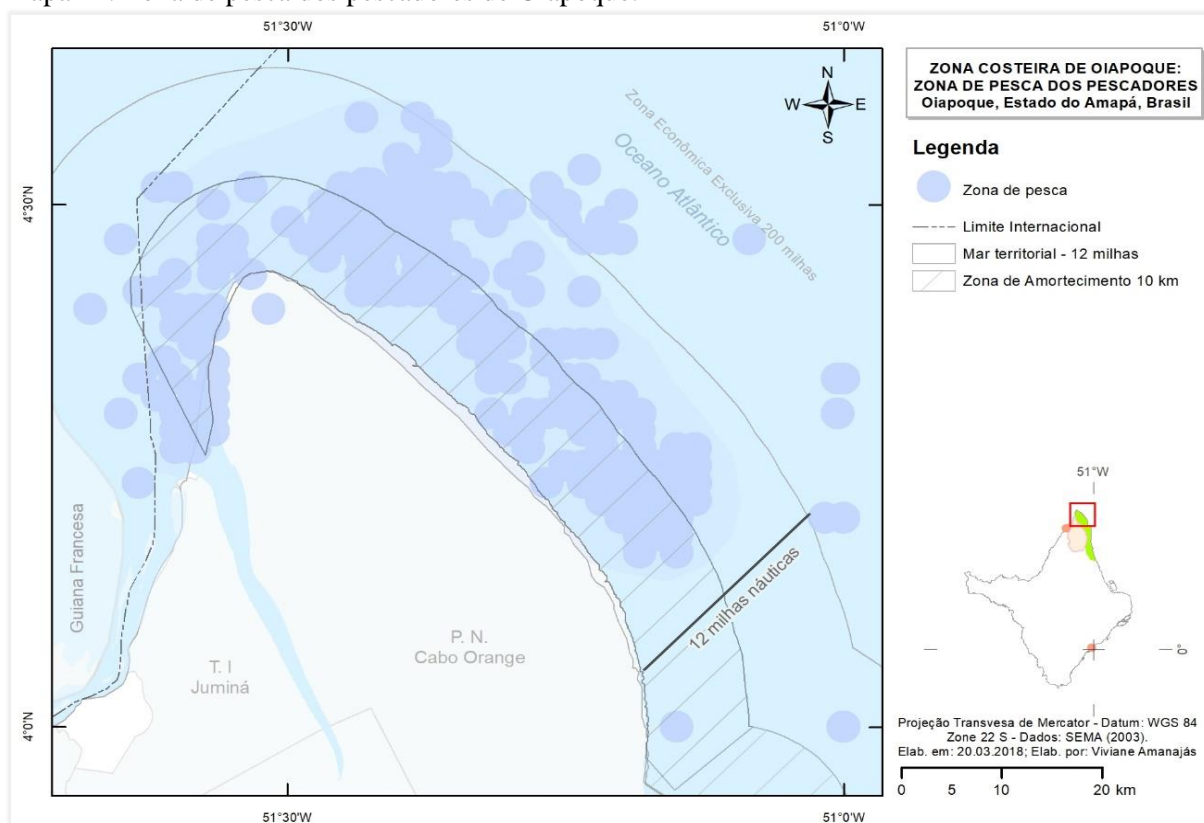 51°30'W
51°0'W
4°30'N
4°0'N
N
W
E
S
Zona Econômica Exclusiva 200 milhas
Oceano Atlântico
Guiana Francesa
T. I
Juminá
P. N.
Cabo Orange
12 milhas náuticas
51°30'W
51°0'W
ZONA COSTEIRA DE OIAPOQUE:
ZONA DE PESCA DOS PESCADORES
Oiapoque, Estado do Amapá, Brasil
Legenda
Zona de pesca
Limite Internacional
Mar territorial - 12 milhas
Zona de Amortecimento 10 km
51°W
0°
Projeção Transvesa de Mercator - Datum: WGS 84
Zone 22 S - Dados: SEMA (2003).
Elab. em: 20.03.2018; Elab. por: Viviane Amanajás
0 5 10 20 km